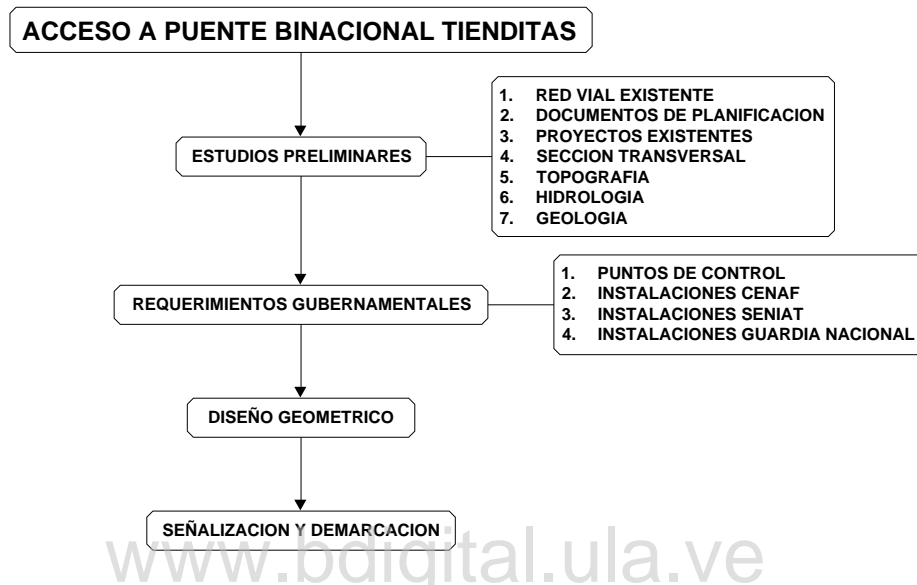 ACCESO A PUENTE BINACIONAL TIENDITAS
ESTUDIOS PRELIMINARES
1. RED VIAL EXISTENTE
2. DOCUMENTOS DE PLANIFICACION
3. PROYECTOS EXISTENTES
4. SECCION TRANSVERSAL
5. TOPOGRAFIA
6. HIDROLOGIA
7. GEOLOGIA
REQUERIMIENTOS GUBERNAMENTALES
1. PUNTOS DE CONTROL
2. INSTALACIONES CENAF
3. INSTALACIONES SENIAT
4. INSTALACIONES GUARDIA NACIONAL
DISEÑO GEOMETRICO
SEÑALIZACION Y DEMARCACION
www.bdigital.ula.ve